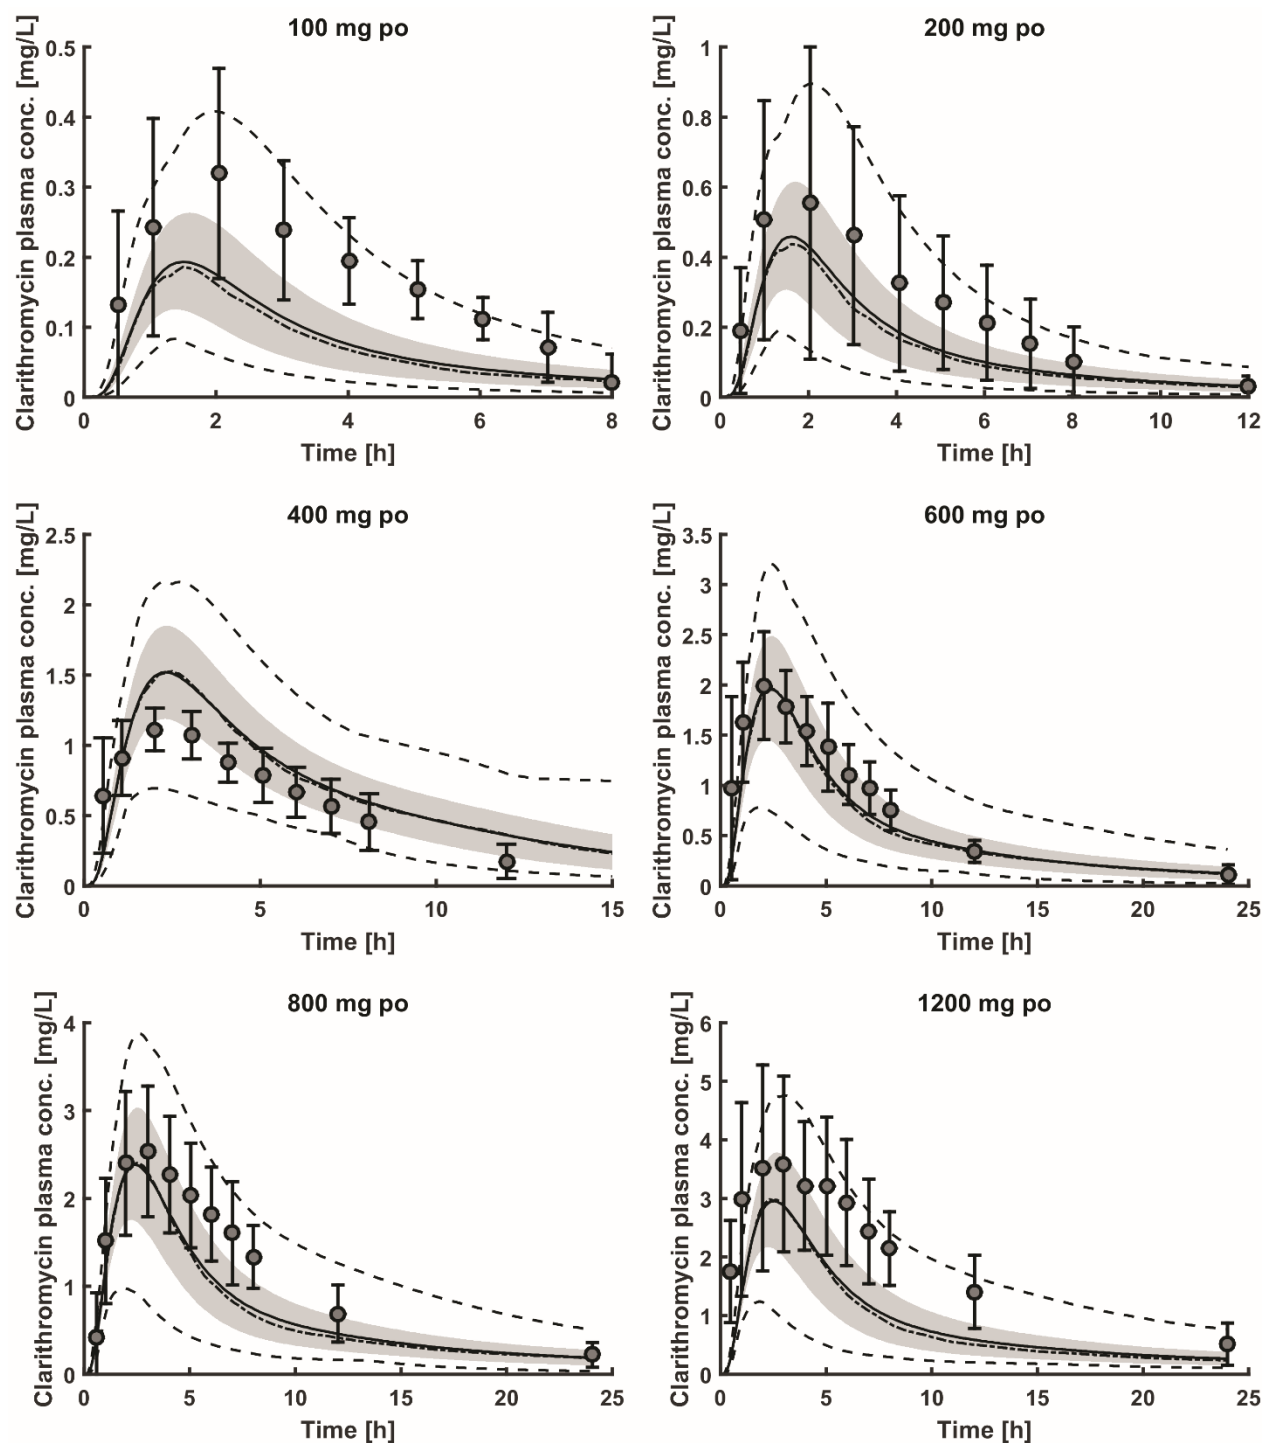 100 mg po
Clarithromycin plasma conc. [mg/L]
0.5
0.4
0.3
0.2
0.1
0
0 2 4 6 8
Time [h]
200 mg po
Clarithromycin plasma conc. [mg/L]
1
0.8
0.6
0.4
0.2
0
0 2 4 6 8 10 12
Time [h]
400 mg po
Clarithromycin plasma conc. [mg/L]
2.5
2
1.5
1
0.5
0
0 5 10 15
Time [h]
600 mg po
Clarithromycin plasma conc. [mg/L]
3.5
3
2.5
2
1.5
1
0.5
0
0 5 10 15 20 25
Time [h]
800 mg po
Clarithromycin plasma conc. [mg/L]
4
3
2
1
0
0 5 10 15 20 25
Time [h]
1200 mg po
Clarithromycin plasma conc. [mg/L]
6
5
4
3
2
1
0
0 5 10 15 20 25
Time [h]